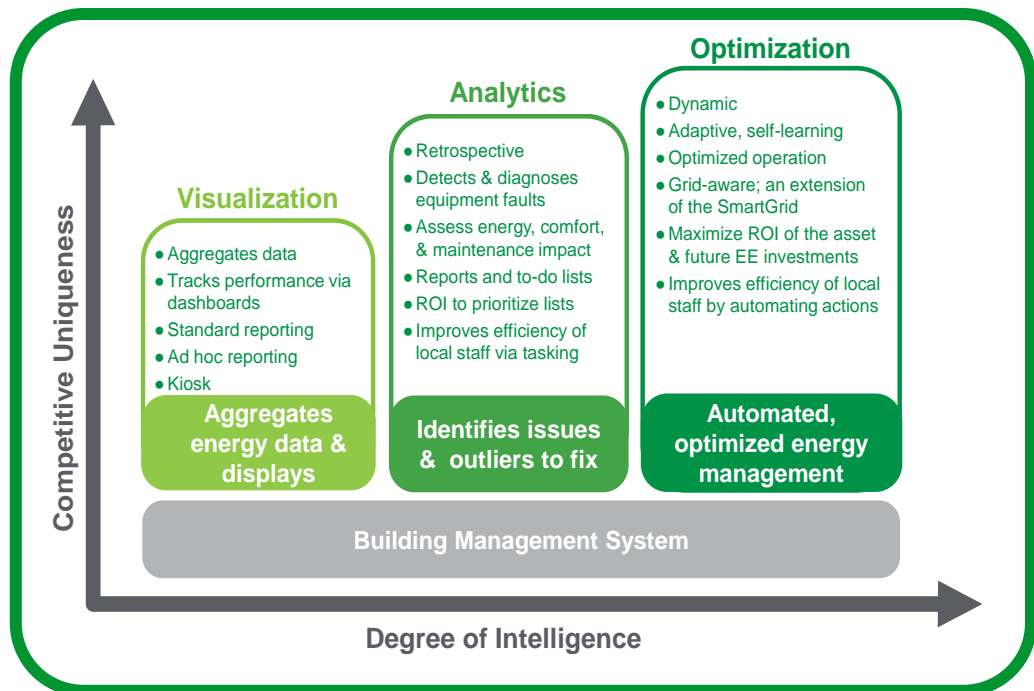 Optimization
● Dynamic
● Adaptive, self-learning
● Optimized operation
● Grid-aware; an extension
of the SmartGrid
● Maximize ROI of the asset
& future EE investments
● Improves efficiency of local
staff by automating actions
Automated,
optimized energy
management
Analytics
● Retrospective
● Detects & diagnoses
equipment faults
● Assess energy, comfort,
& maintenance impact
● Reports and to-do lists
● ROI to prioritize lists
● Improves efficiency of
local staff via tasking
Identifies issues
& outliers to fix
Visualization
● Aggregates data
● Tracks performance via
dashboards
● Standard reporting
● Ad hoc reporting
● Kiosk
Aggregates
energy data &
displays
Building Management System
Competitive Uniqueness
Degree of Intelligence